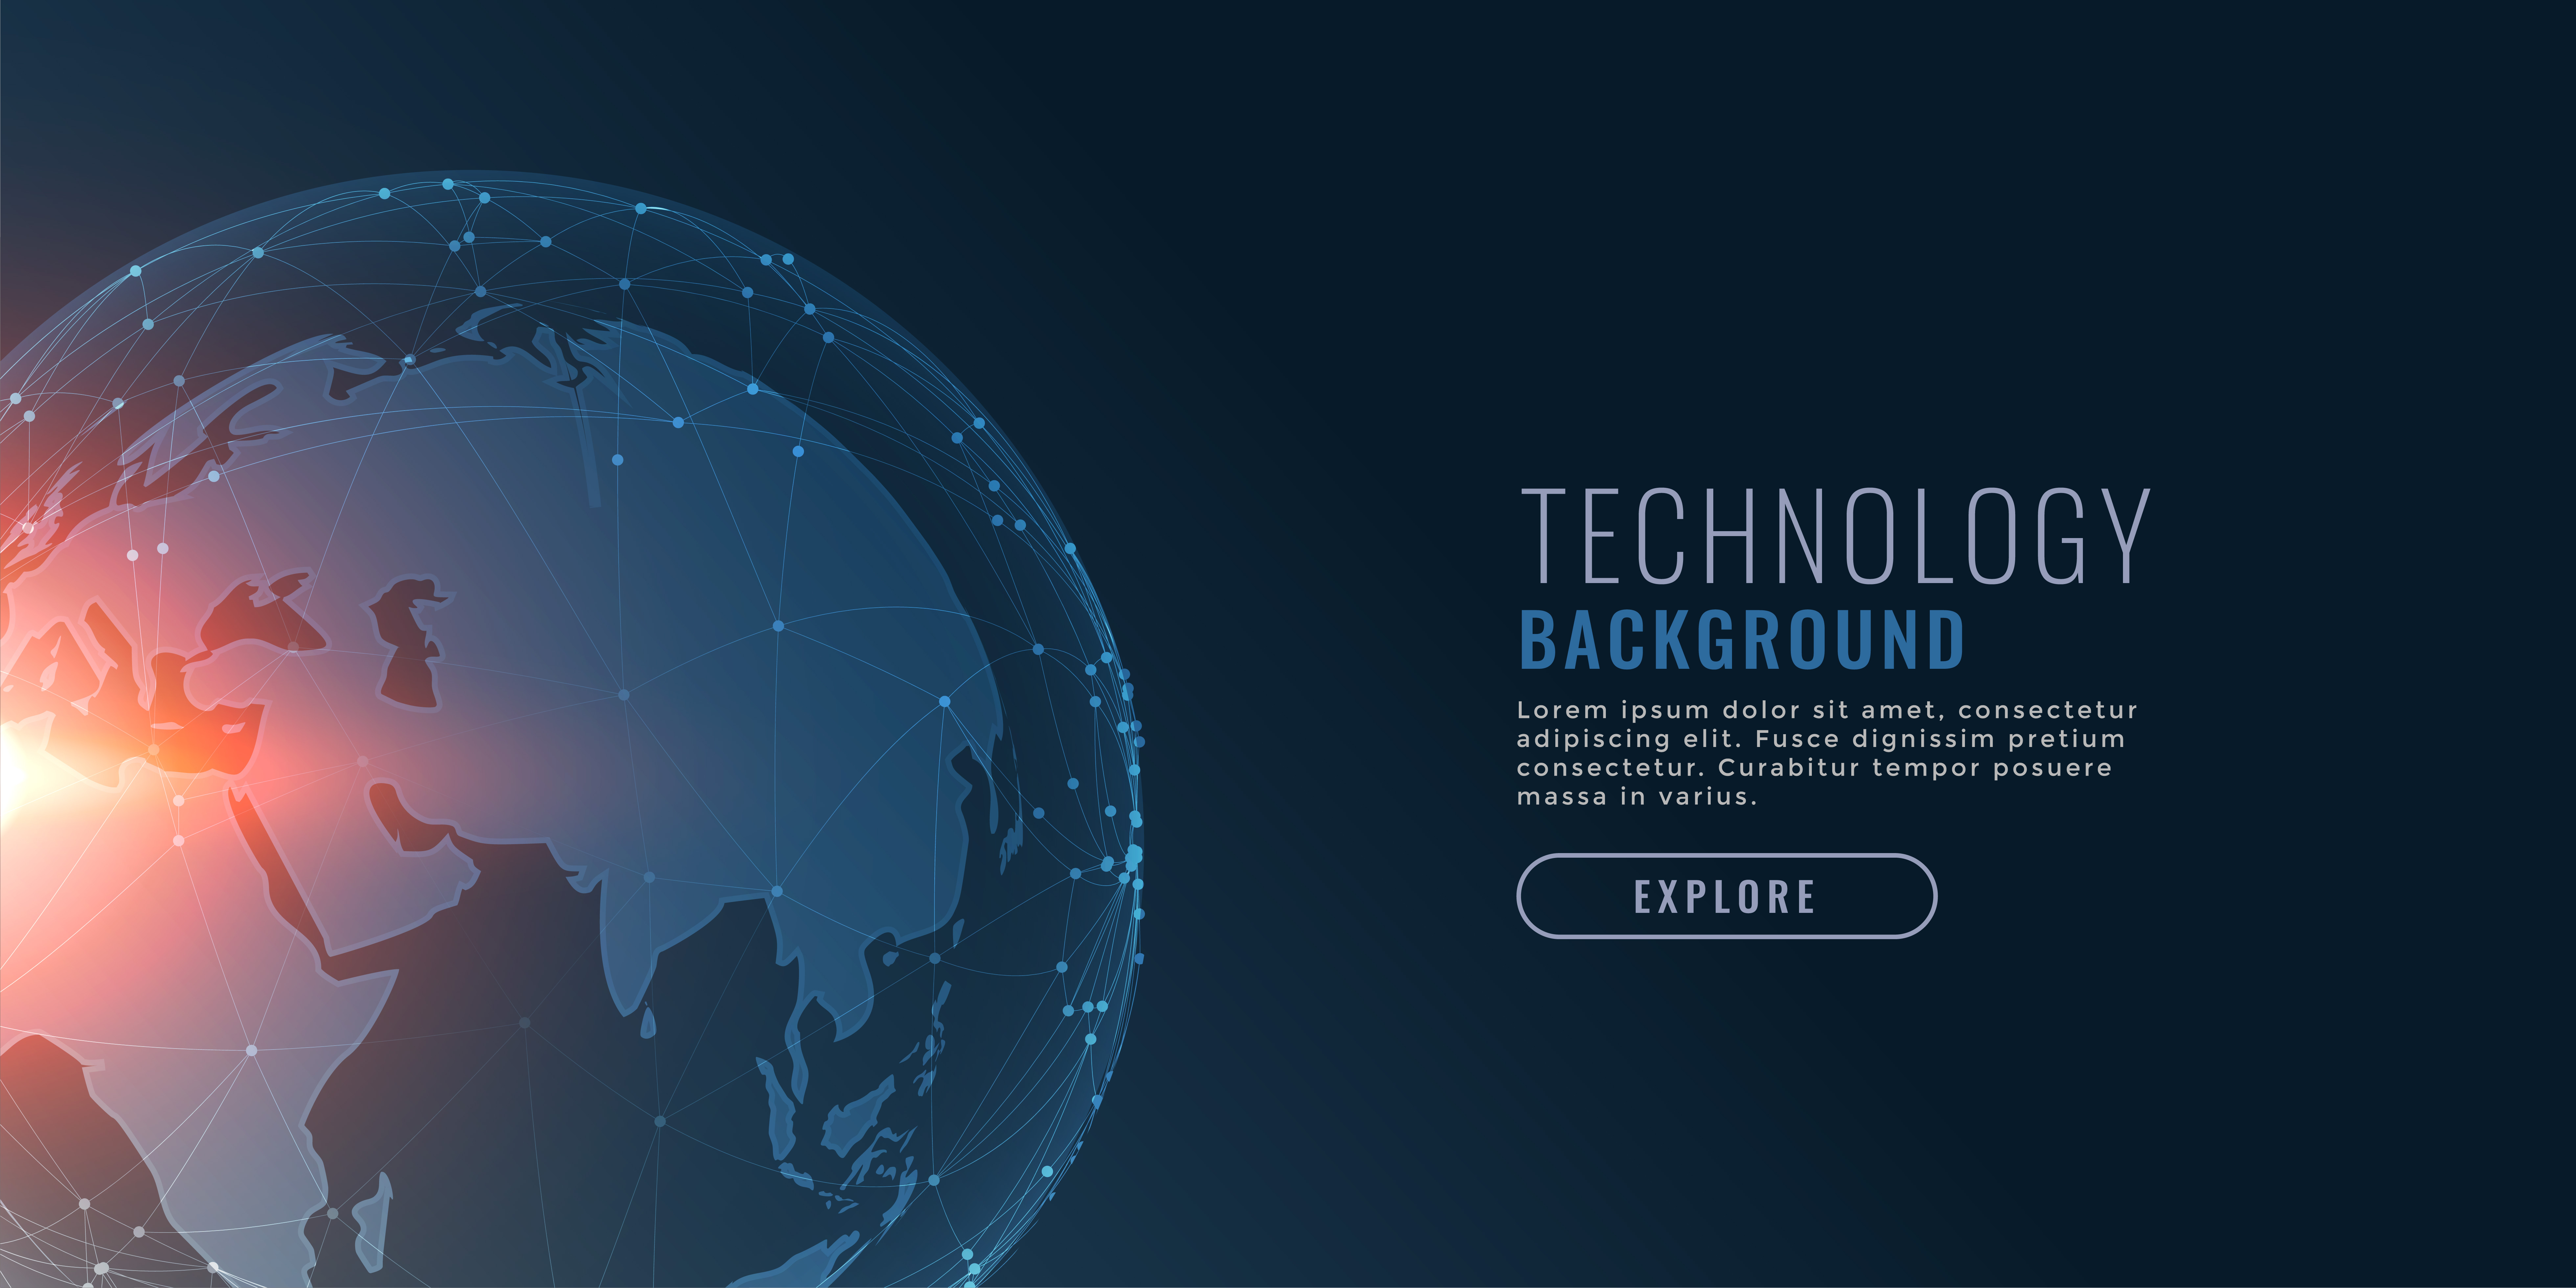 TECHNOLOGY
BACKGROUND
Lorem ipsum dolor sit amet, consectetur
adipiscing elit. Fusce dignissim pretium
consectetur. Curabitur tempor posuere
massa in varius.
EXPLORE